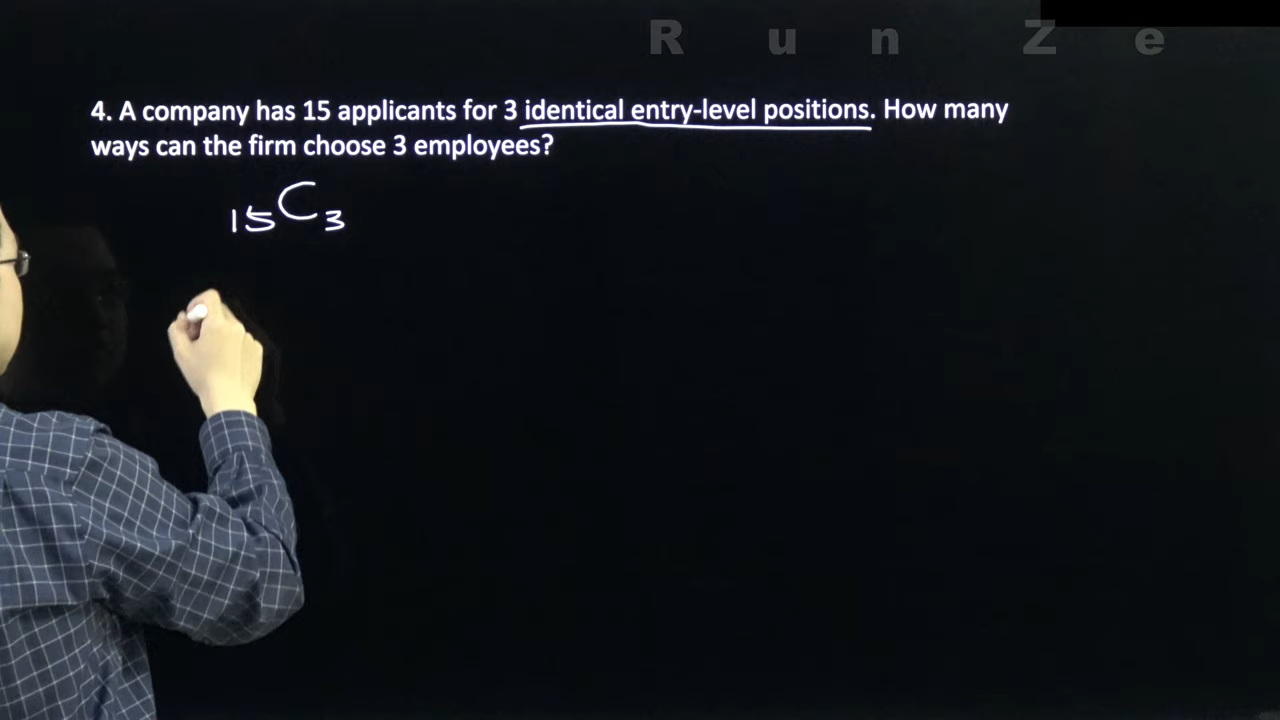 R u n Z e
4. A company has 15 applicants for 3 identical entry-level positions. How many
ways can the firm choose 3 employees?
15C3